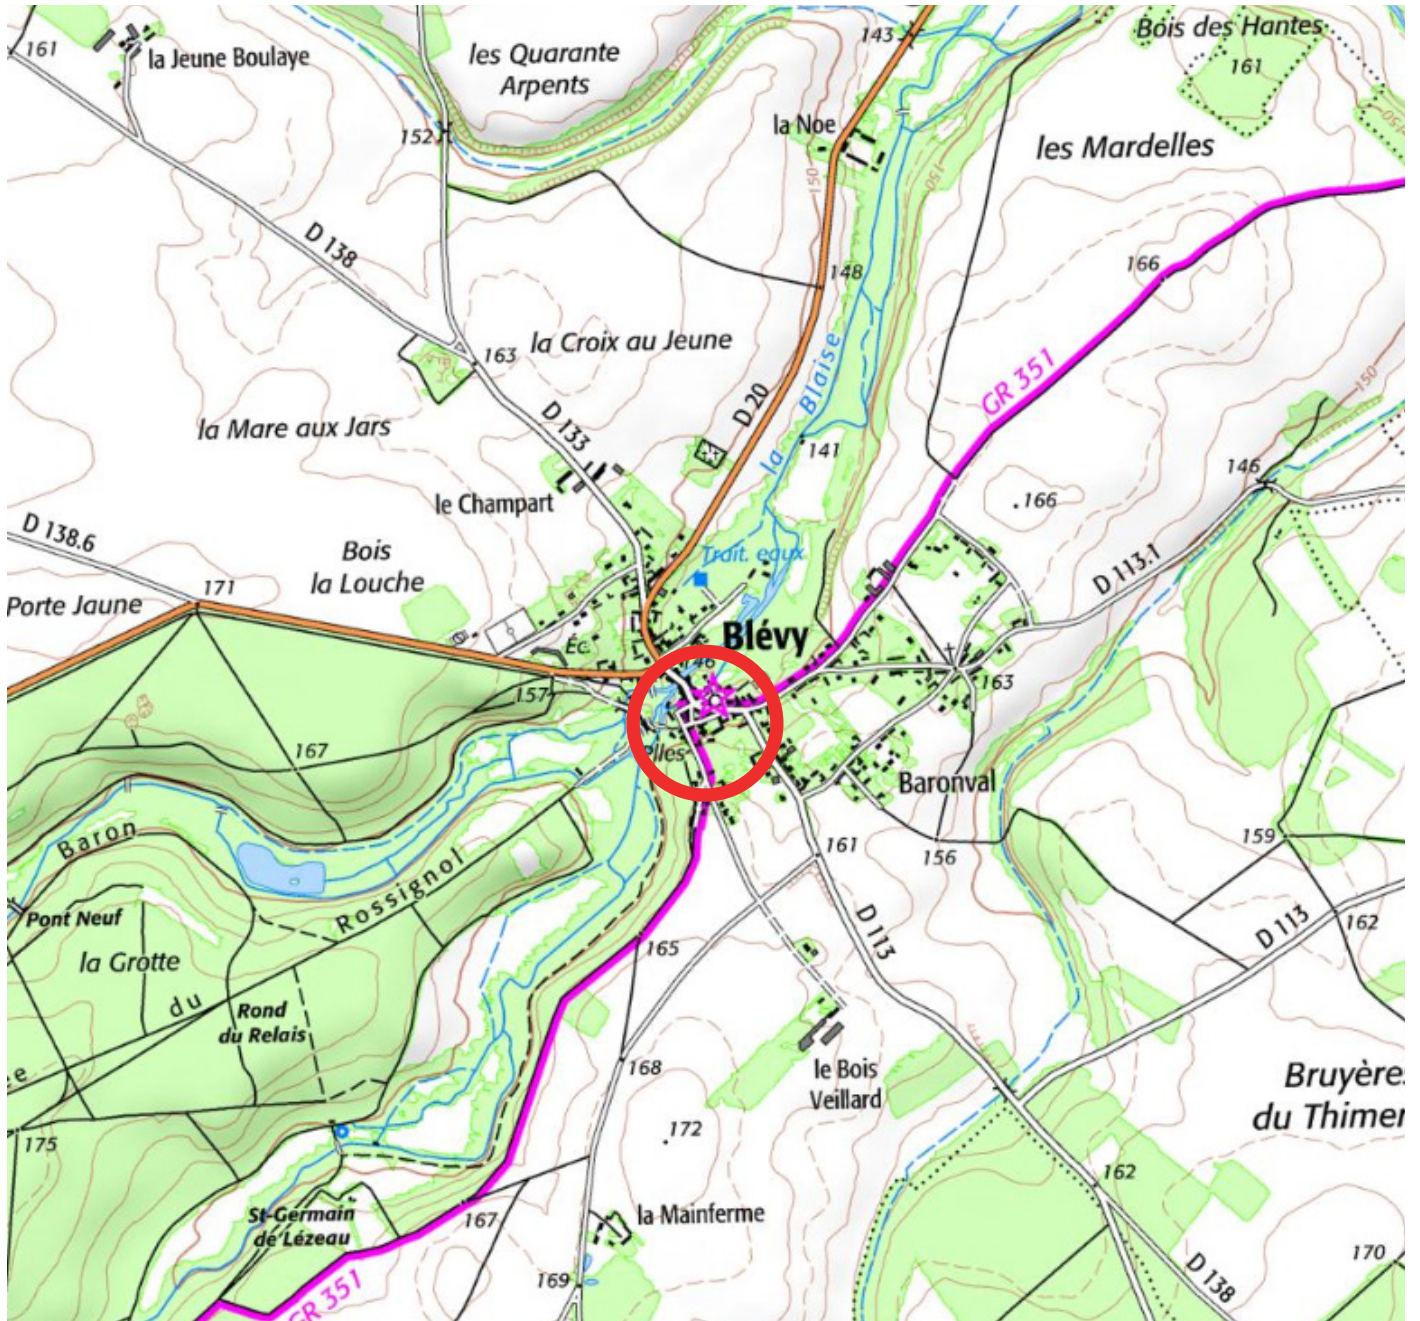 161
la Jeune Boulaye
les Quarante
Arpents
143
Bois des Hantes
161
150
152
la Noe
les Mardelles
150
150
D 138
148
166
163
la Croix au Jeune
GR 351
la Blaise
D 20
150
la Mare aux Jars
D 133
141
146
le Champart
166
D 138.6
Bois
la Louche
Trait. eaux
D 113.1
Porte Jaune
171
Éc.
Blévy
146
157
163
167
Plles
Baronval
Baron
Rossignol
161
156
159
Pont Neuf
D 113
D 113
162
la Grotte
165
du
Rond
du Relais
e
168
le Bois
Veillard
Bruyères
du Thimer
175
172
162
St-Germain
de Lézeau
167
la Mainferme
GR 351
169
D 138
170